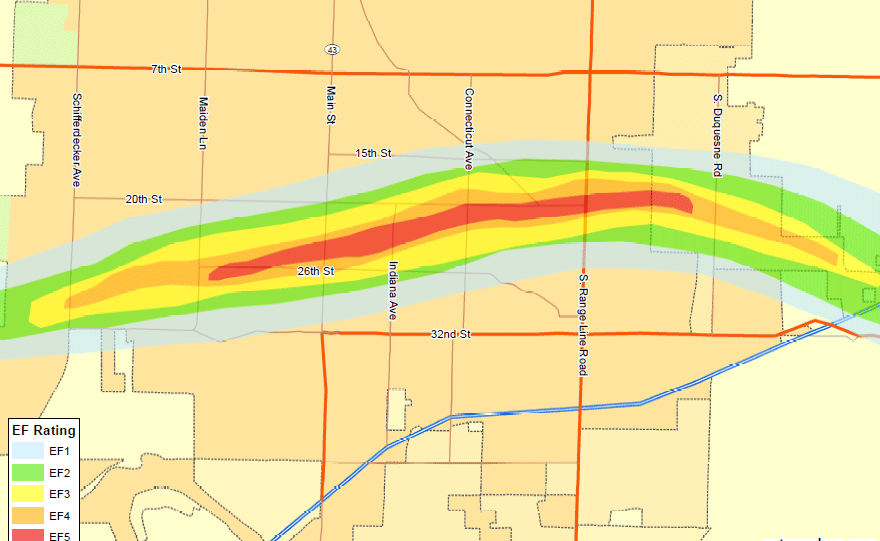 43
7th St
Schifferdecker Ave
Maiden Ln
Main St
Connecticut Ave
S. Duquesne Rd
15th St
20th St
26th St
Indiana Ave
S. Range Line Road
32nd St
EF Rating
EF1
EF2
EF3
EF4
EF5